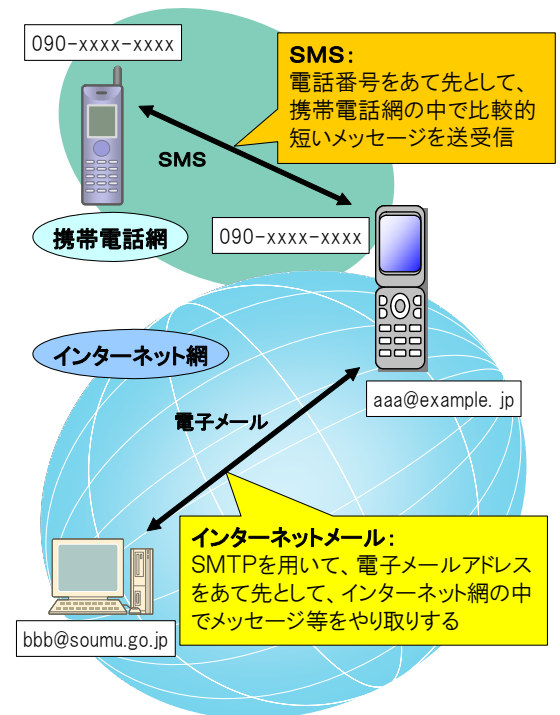 090-xxxx-xxxx
SMS：
電話番号をあて先として、
携帯電話網の中で比較的
短いメッセージを送受信
SMS
携帯電話網
090-xxxx-xxxx
インターネット網
aaa@example. jp
電子メール
インターネットメール：
SMTPを用いて、電子メールアドレス
をあて先として、インターネット網の中
でメッセージ等をやり取りする
bbb@soumu.go.jp